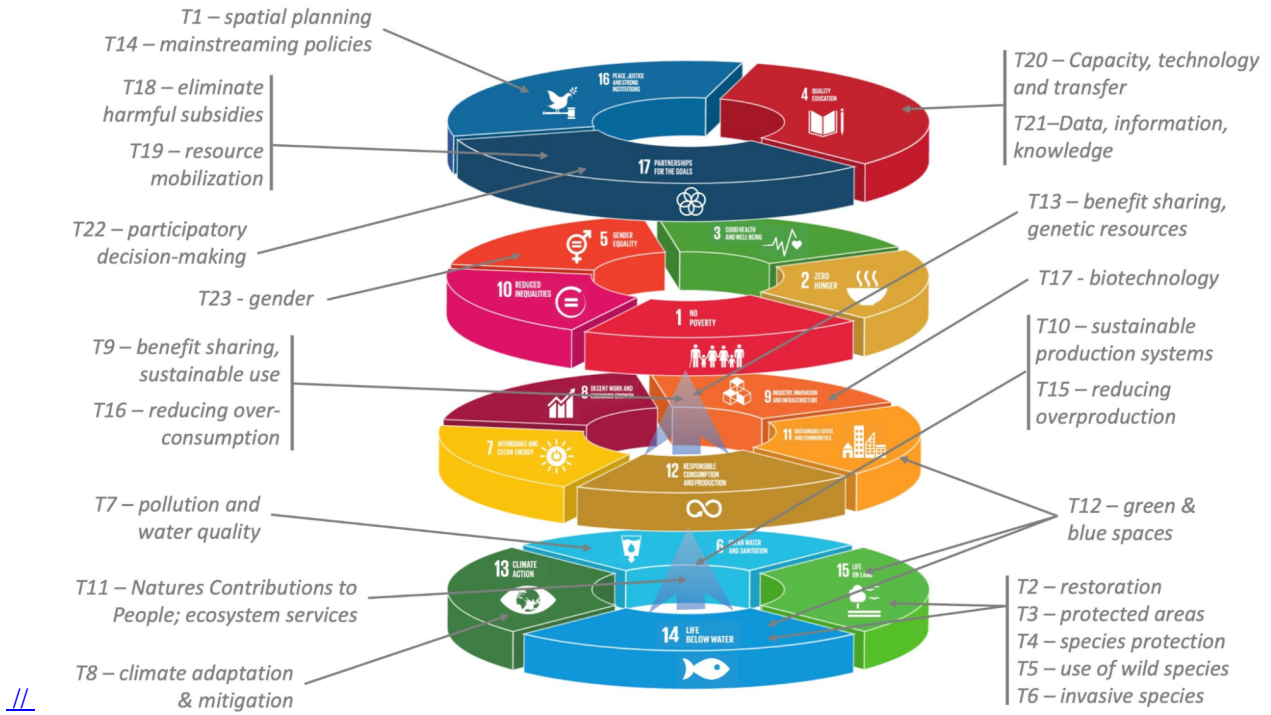 T1 – spatial planning
T14 – mainstreaming policies
T18 – eliminate
harmful subsidies
T19 – resource
mobilization
T22 – participatory
decision-making
T23 - gender
T9 – benefit sharing,
sustainable use
T16 – reducing over-
consumption
T7 – pollution and
water quality
T11 – Natures Contributions to
People; ecosystem services
T8 – climate adaptation
& mitigation
//
16 PEACE, JUSTICE
AND STRONG
INSTITUTIONS
4 QUALITY
EDUCATION
17 PARTNERSHIPS
FOR THE GOALS
5 GENDER
EQUALITY
3 GOOD HEALTH
AND WELL-BEING
10 REDUCED
INEQUALITIES
2 ZERO
HUNGER
1 NO
POVERTY
8 DECENT WORK AND
ECONOMIC GROWTH
9 INDUSTRY, INNOVATION
AND INFRASTRUCTURE
7 AFFORDABLE AND
CLEAN ENERGY
11 SUSTAINABLE CITIES
AND COMMUNITIES
12 RESPONSIBLE
CONSUMPTION
AND PRODUCTION
6 CLEAN WATER
AND SANITATION
13 CLIMATE
ACTION
15 LIFE
ON LAND
14 LIFE
BELOW WATER
T20 – Capacity, technology
and transfer
T21–Data, information,
knowledge
T13 – benefit sharing,
genetic resources
T17 - biotechnology
T10 – sustainable
production systems
T15 – reducing
overproduction
T12 – green &
blue spaces
T2 – restoration
T3 – protected areas
T4 – species protection
T5 – use of wild species
T6 – invasive species